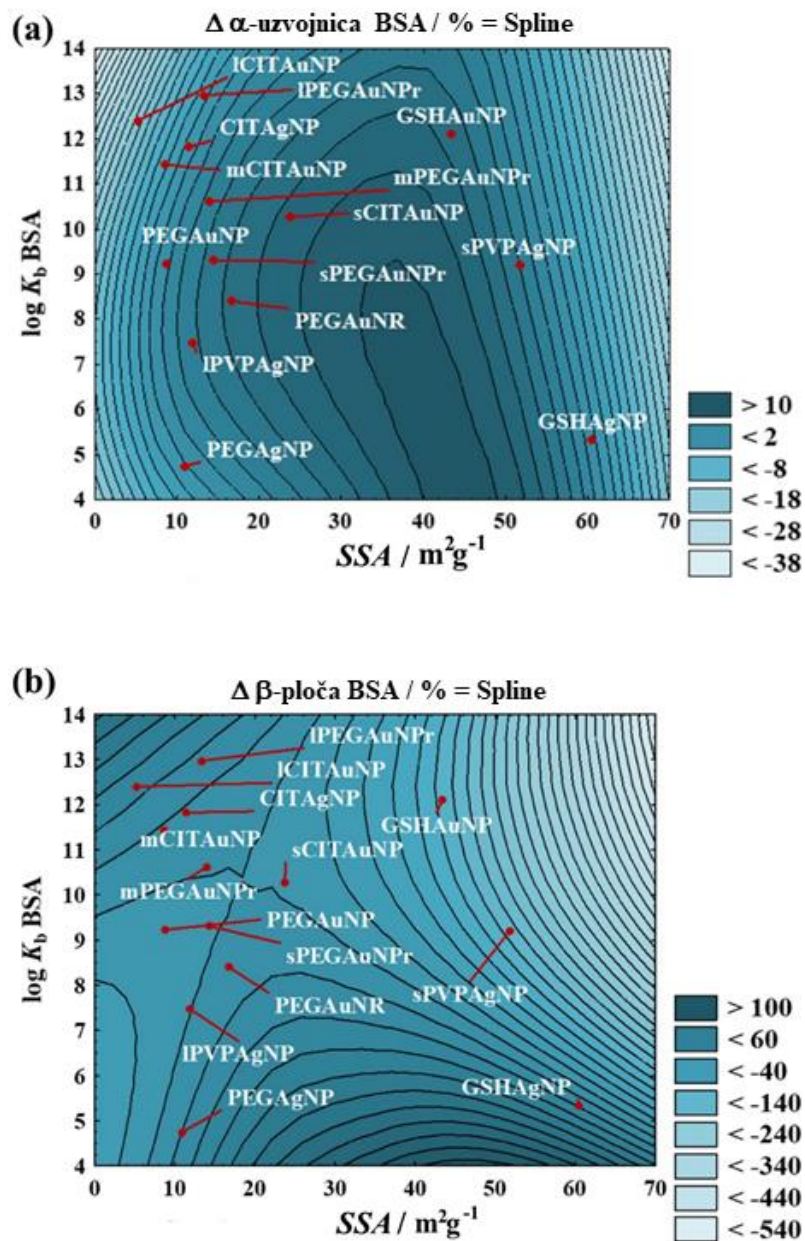 (a)
Δ α-uzvojnica BSA / % = Spline
log Kb BSA
14
13
12
11
10
9
8
7
6
5
4
lCITAuNP
lPEGAuNPr
CITAgNP
GSHAuNP
mCITAuNP
mPEGAuNPr
sCITAuNP
PEGAuNP
sPVPAgNP
sPEGAuNPr
PEGAuNR
lPVPAgNP
GSHAgNP
PEGAgNP
0 10 20 30 40 50 60 70
SSA / m²g⁻¹
> 10
< 2
< -8
< -18
< -28
< -38
(b)
Δ β-ploča BSA / % = Spline
log Kb BSA
14
13
12
11
10
9
8
7
6
5
4
lPEGAuNPr
lCITAuNP
CITAgNP
GSHAuNP
mCITAuNP
sCITAuNP
mPEGAuNPr
PEGAuNP
sPEGAuNPr
PEGAuNR
sPVPAgNP
lPVPAgNP
PEGAgNP
GSHAgNP
0 10 20 30 40 50 60 70
SSA / m²g⁻¹
> 100
< 60
< -40
< -140
< -240
< -340
< -440
< -540